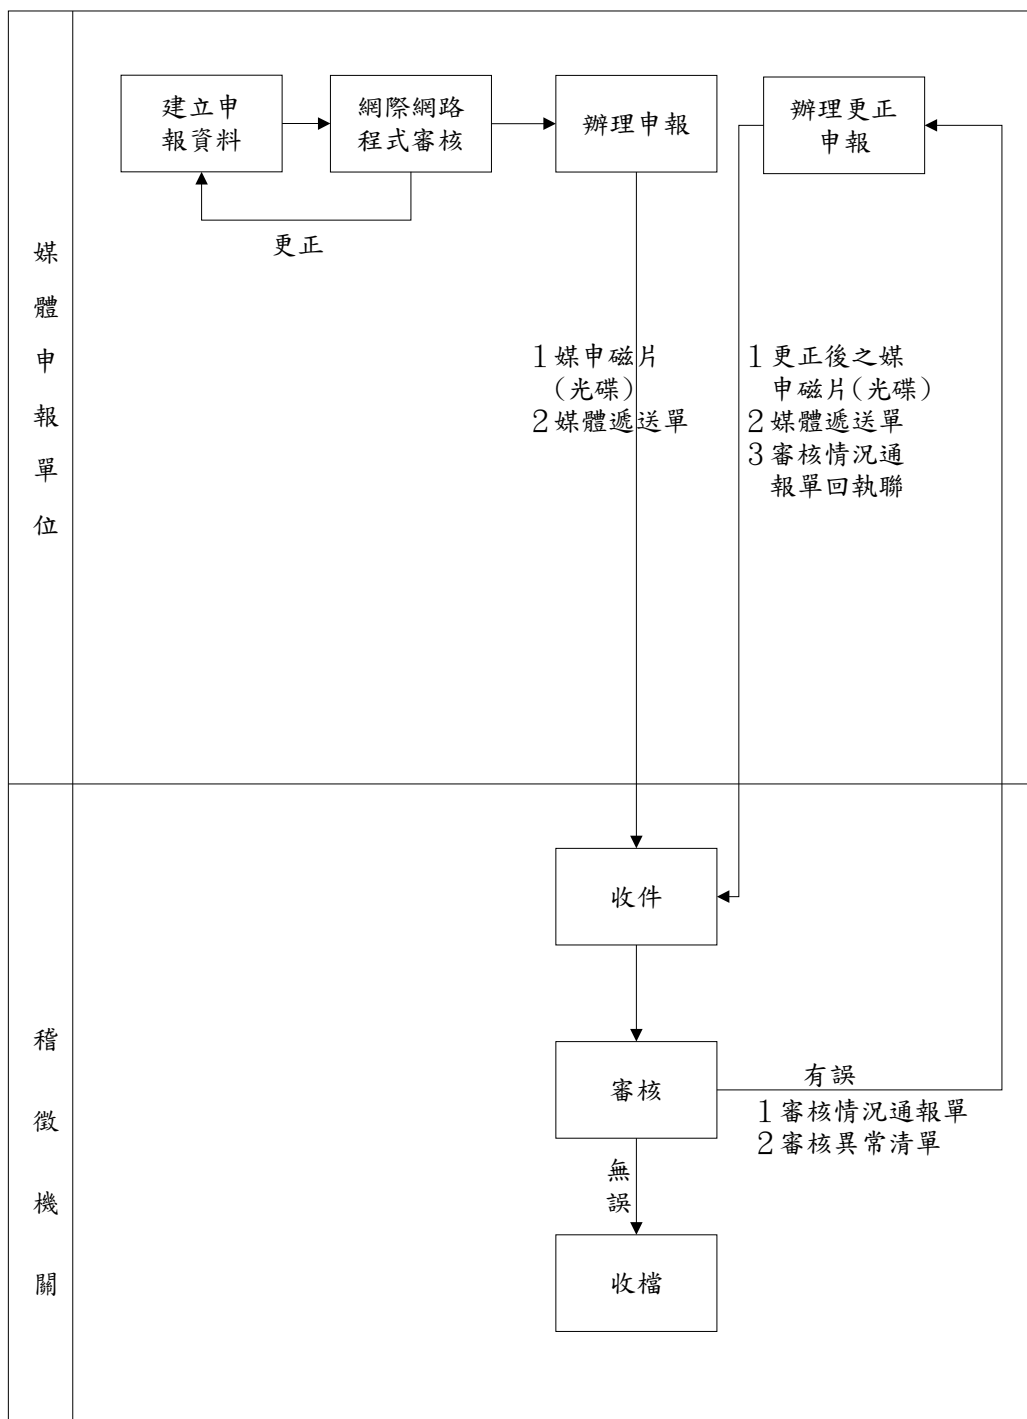 媒體申報單位
建立申
報資料
網際網路
程式審核
辦理申報
辦理更正
申報
更正
1媒申磁片
(光碟)
2媒體遞送單
1更正後之媒
申磁片(光碟)
2媒體遞送單
3審核情況通
報單回執聯
稽徵機關
收件
審核
有誤
1審核情況通報單
2審核異常清單
無
誤
收檔